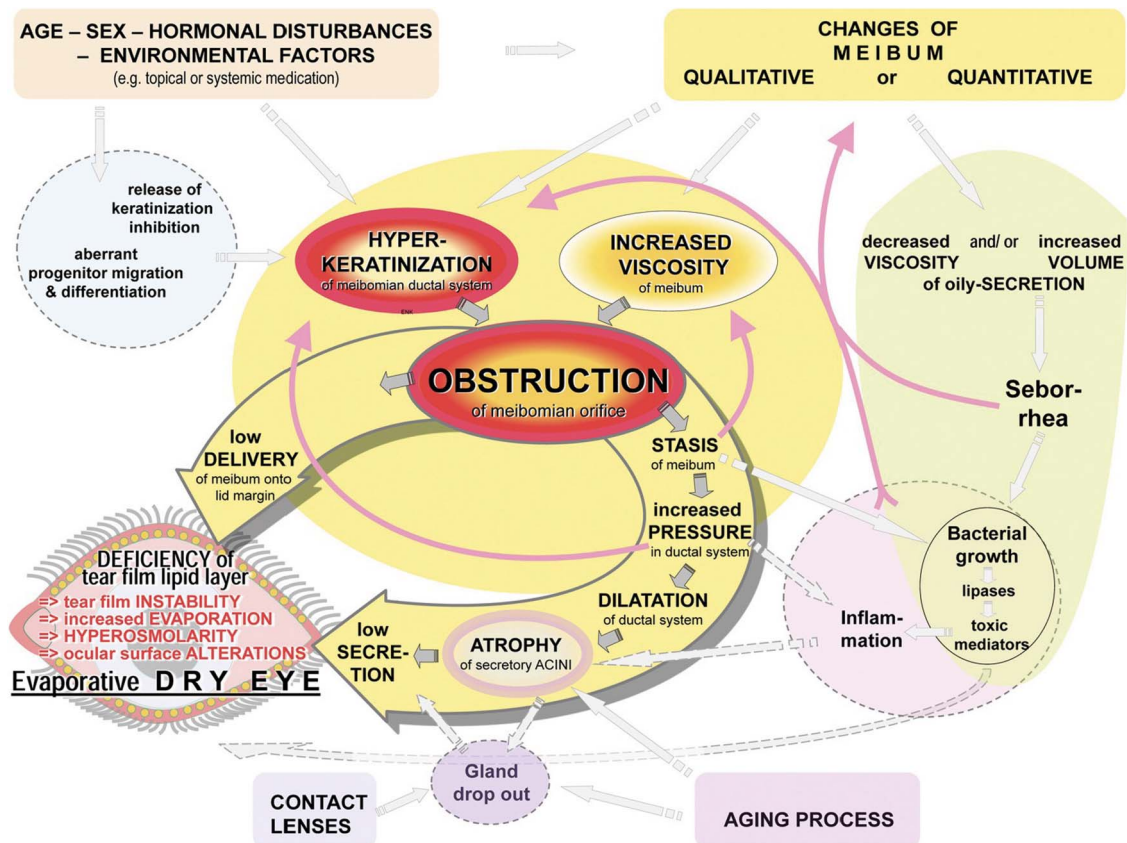 AGE – SEX – HORMONAL DISTURBANCES
– ENVIRONMENTAL FACTORS
(e.g. topical or systemic medication)
CHANGES OF
MEIBUM
QUALITATIVE or QUANTITATIVE
release of
keratinization
inhibition
aberrant
progenitor migration
& differentiation
HYPER-
KERATINIZATION
of meibomian ductal system
ENK
INCREASED
VISCOSITY
of meibum
decreased and/ or increased
VISCOSITY VOLUME
of oily-SECRETION
OBSTRUCTION
of meibomian orifice
Sebor-
rhea
low
DELIVERY
of meibum onto
lid margin
STASIS
of meibum
increased
PRESSURE
in ductal system
DILATATION
of ductal system
Bacterial
growth
lipases
toxic
mediators
Inflam-
mation
ATROPHY
of secretory ACINI
low
SECRE-
TION
DEFICIENCY of
tear film lipid layer
=> tear film INSTABILITY
=> increased EVAPORATION
=> HYPEROSMOLARITY
=> ocular surface ALTERATIONS
Evaporative DRY EYE
Gland
drop out
CONTACT
LENSES
AGING PROCESS